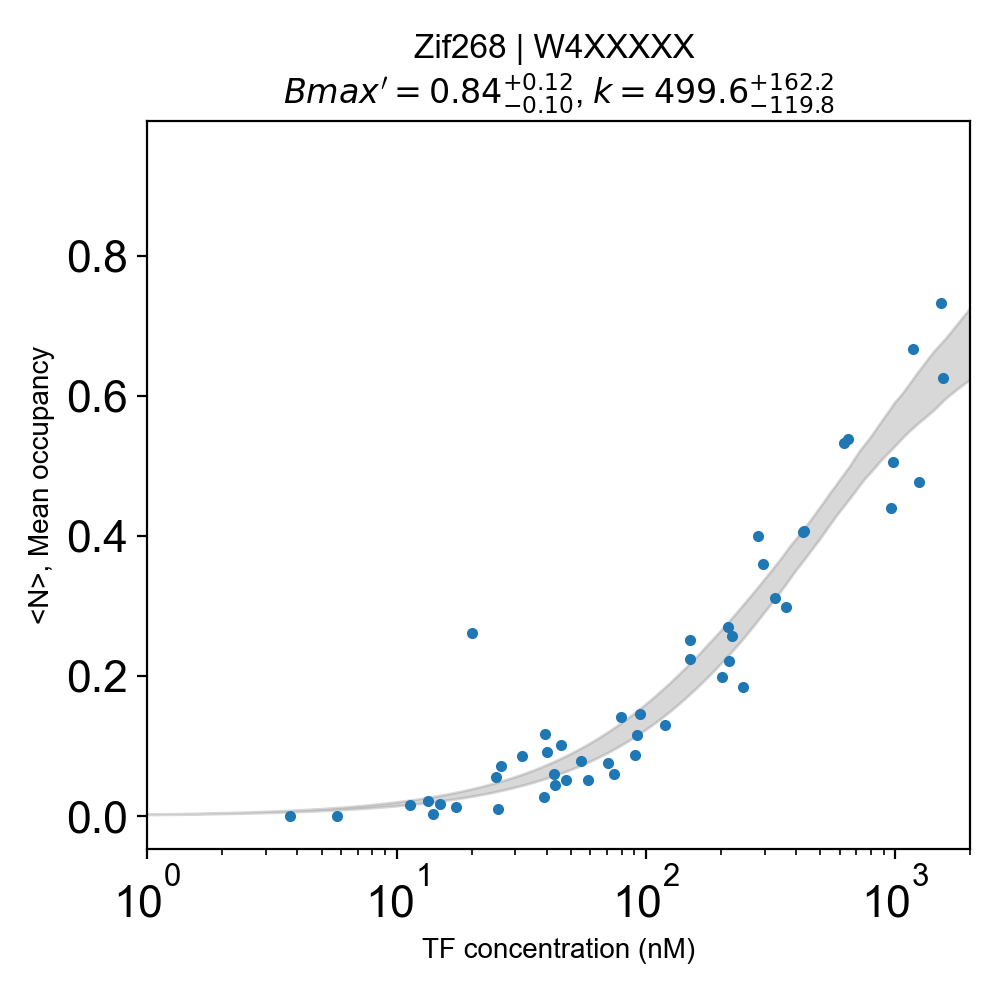 Zif268 | W4XXXXX
Bmax′ = 0.84+0.12−0.10, k = 499.6+162.2−119.8
0.8
0.6
0.4
0.2
0.0
<N>, Mean occupancy
10^0 10^1 10^2 10^3
TF concentration (nM)